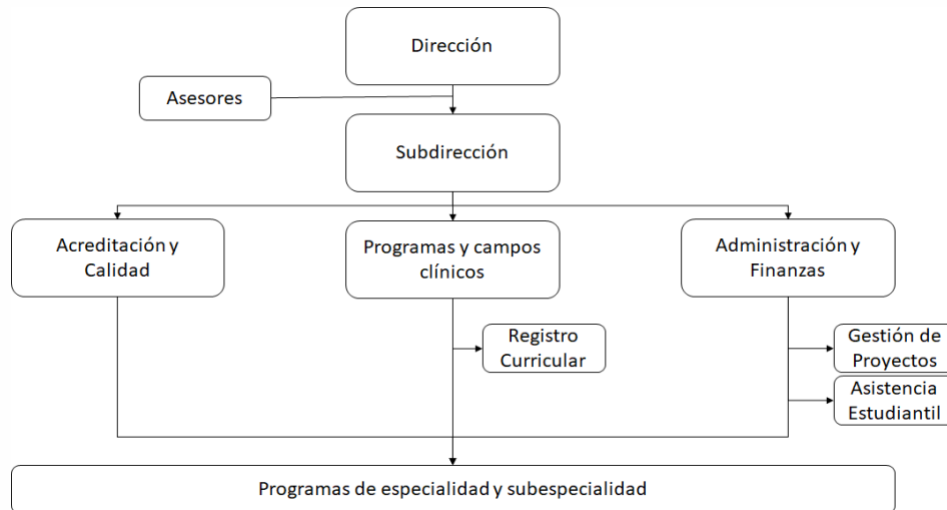 Dirección
Asesores
Subdirección
Acreditación y
Calidad
Programas y campos
clínicos
Administración y
Finanzas
Registro
Curricular
Gestión de
Proyectos
Asistencia
Estudiantil
Programas de especialidad y subespecialidad